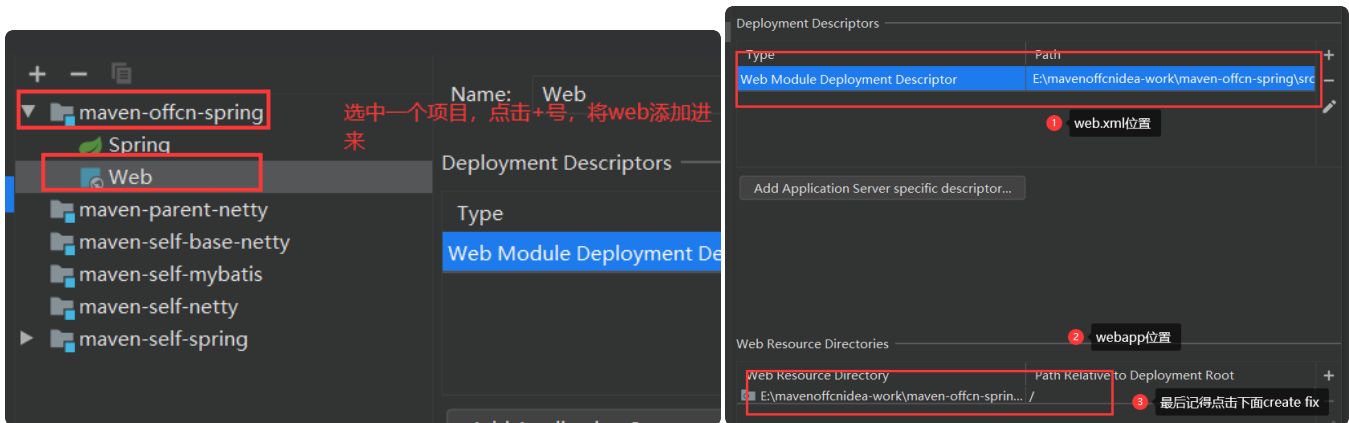 maven-offcn-spring
Spring
Web
maven-parent-netty
maven-self-base-netty
maven-self-mybatis
maven-self-netty
maven-self-spring
Name: Web
选中一个项目，点击+号，将web添加进
来
Deployment Descriptors
Type
Web Module Deployment De
Deployment Descriptors
Type Path
Web Module Deployment Descriptor E:\mavenoffcnidea-work\maven-offcn-spring\src
1 web.xml位置
Add Application Server specific descriptor...
2 webapp位置
Web Resource Directories
Web Resource Directory Path Relative to Deployment Root
E:\mavenoffcnidea-work\maven-offcn-sprin... /
3 最后记得点击下面create fix